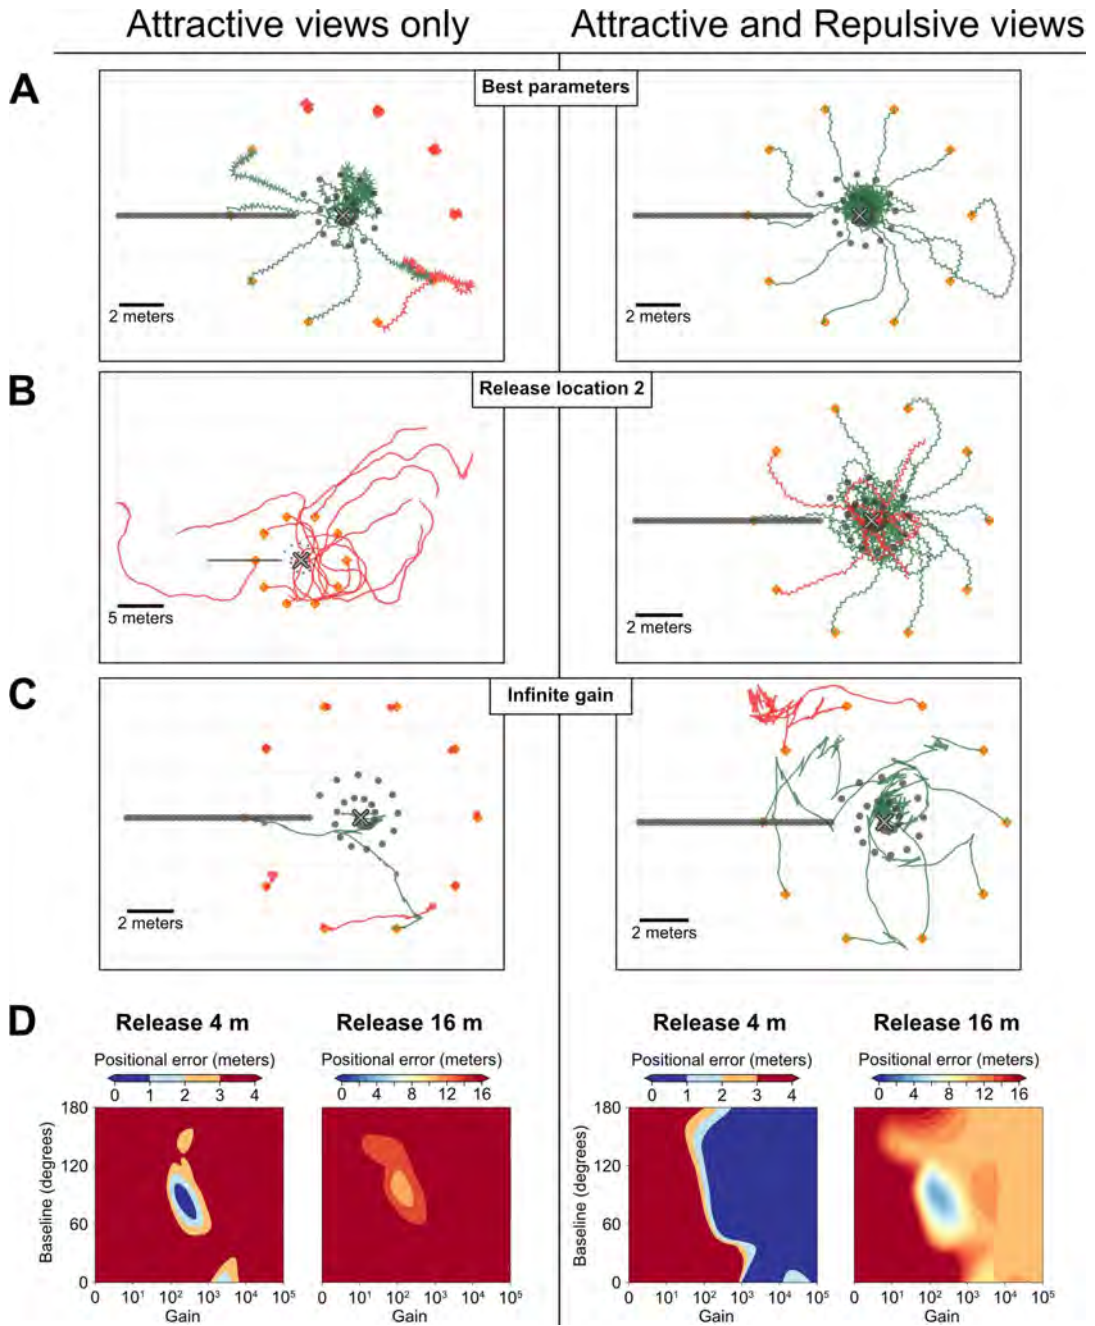 Attractive views only
Attractive and Repulsive views
A
Best parameters
2 meters
2 meters
B
Release location 2
5 meters
2 meters
C
Infinite gain
2 meters
2 meters
D
Release 4 m
Release 16 m
Release 4 m
Release 16 m
Positional error (meters)
Positional error (meters)
Positional error (meters)
Positional error (meters)
0 1 2 3 4
0 4 8 12 16
0 1 2 3 4
0 4 8 12 16
180
120
60
0
Baseline (degrees)
0 10¹ 10² 10³ 10⁴ 10⁵
Gain
0 10¹ 10² 10³ 10⁴ 10⁵
Gain
180
120
60
0
Baseline (degrees)
0 10¹ 10² 10³ 10⁴ 10⁵
Gain
0 10¹ 10² 10³ 10⁴ 10⁵
Gain